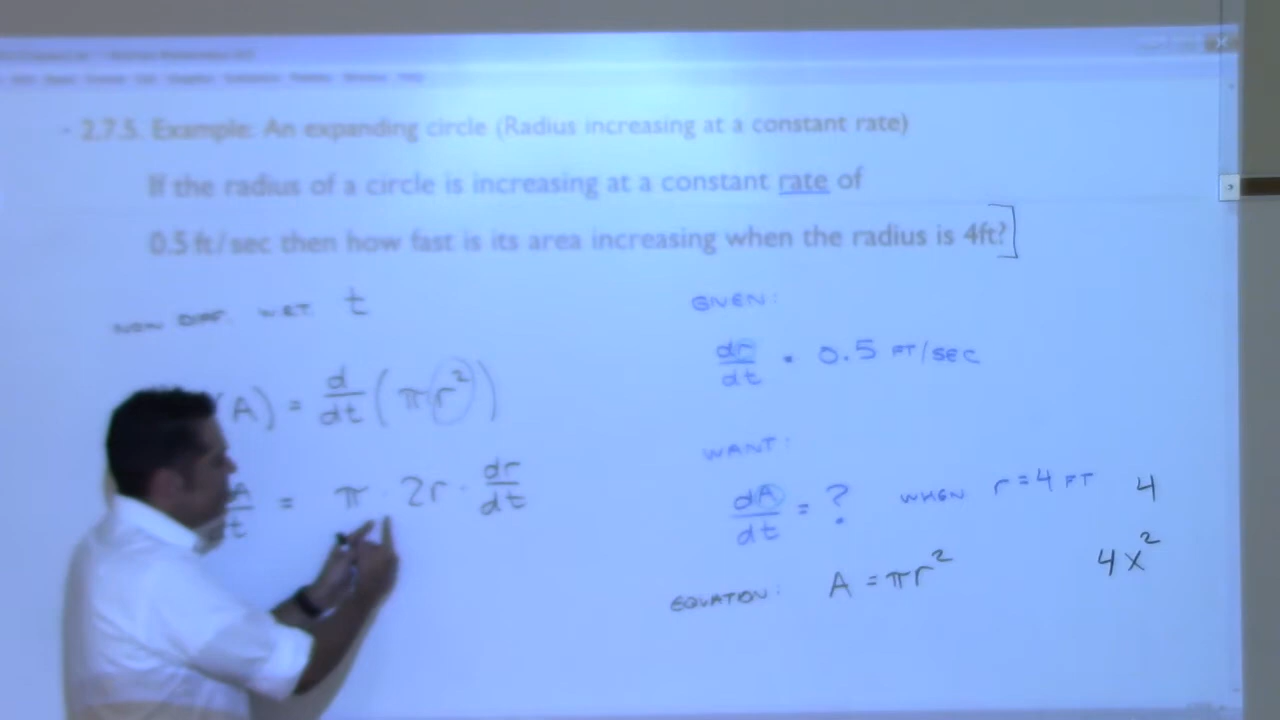 2.7.5. Example: An expanding circle (Radius increasing at a constant rate)
If the radius of a circle is increasing at a constant rate of
0.5 ft/sec then how fast is its area increasing when the radius is 4ft?]
NOW DIFF. WRT. t
(A) = d/dt (πr²)
A/t = π · 2r · dr/dt
GIVEN:
dr/dt = 0.5 FT/SEC
WANT:
dA/dt = ? WHEN r = 4 FT
EQUATION: A = πr²
4
4x²